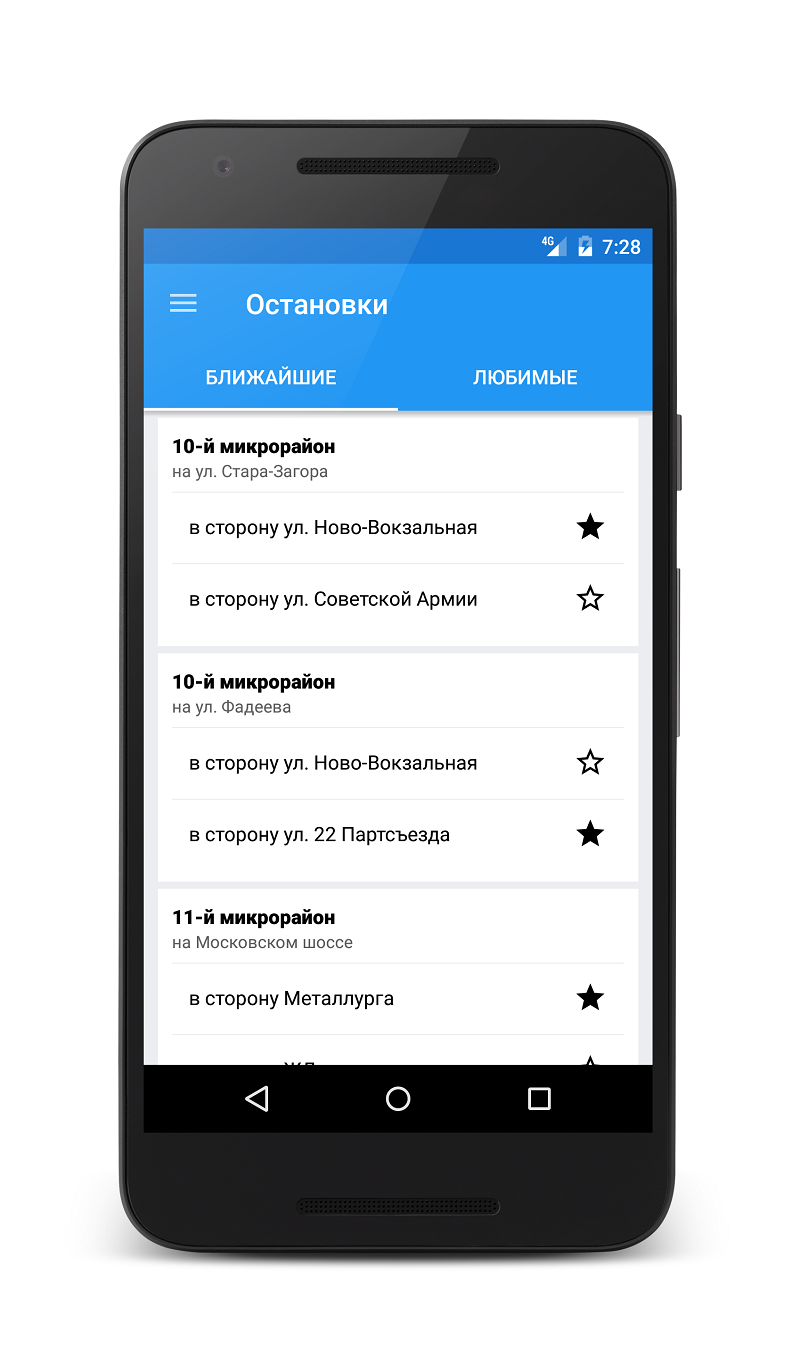 4G 7:28
Остановки
БЛИЖАЙШИЕ ЛЮБИМЫЕ
10-й микрорайон
на ул. Стара-Загора
в сторону ул. Ново-Вокзальная
в сторону ул. Советской Армии
10-й микрорайон
на ул. Фадеева
в сторону ул. Ново-Вокзальная
в сторону ул. 22 Партсъезда
11-й микрорайон
на Московском шоссе
в сторону Металлурга